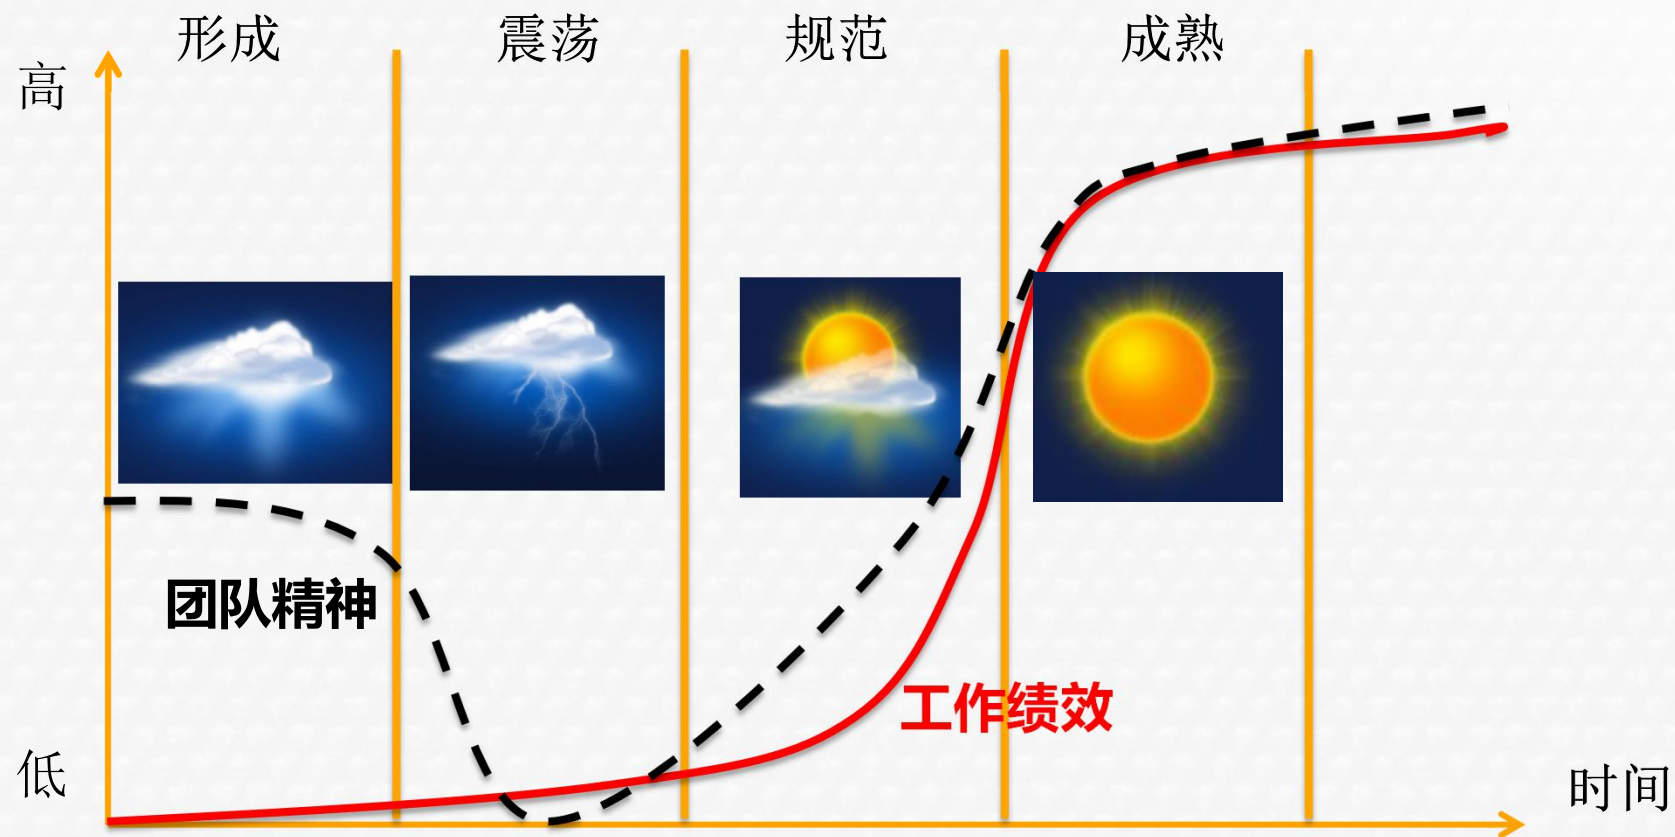 形成
震荡
规范
成熟
高
团队精神
工作绩效
低
时间